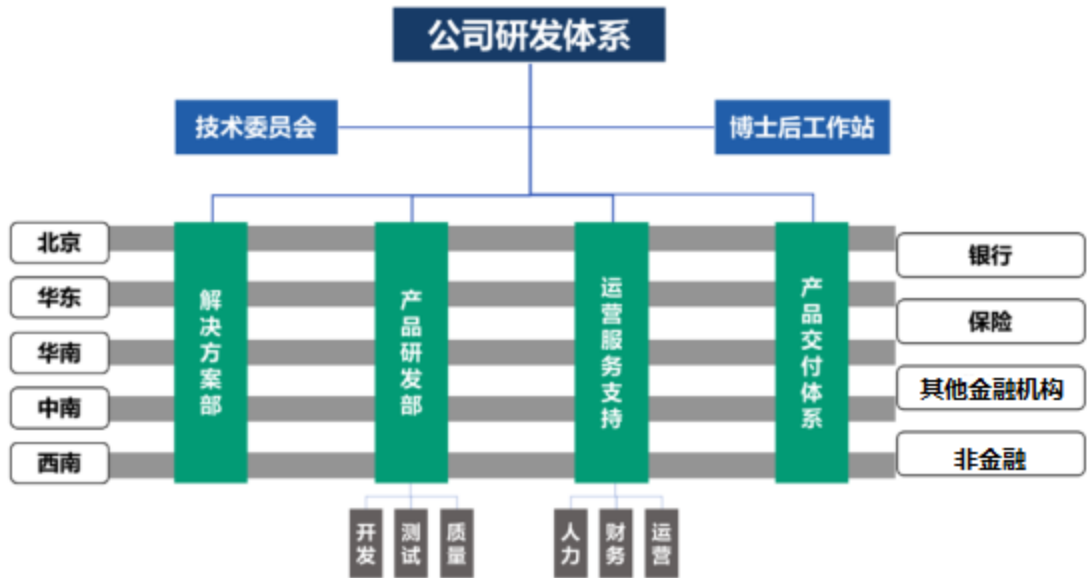 公司研发体系
技术委员会
博士后工作站
北京
华东
华南
中南
西南
解决方案部
产品研发部
运营服务支持
产品交付体系
银行
保险
其他金融机构
非金融
开发
测试
质量
人力
财务
运营